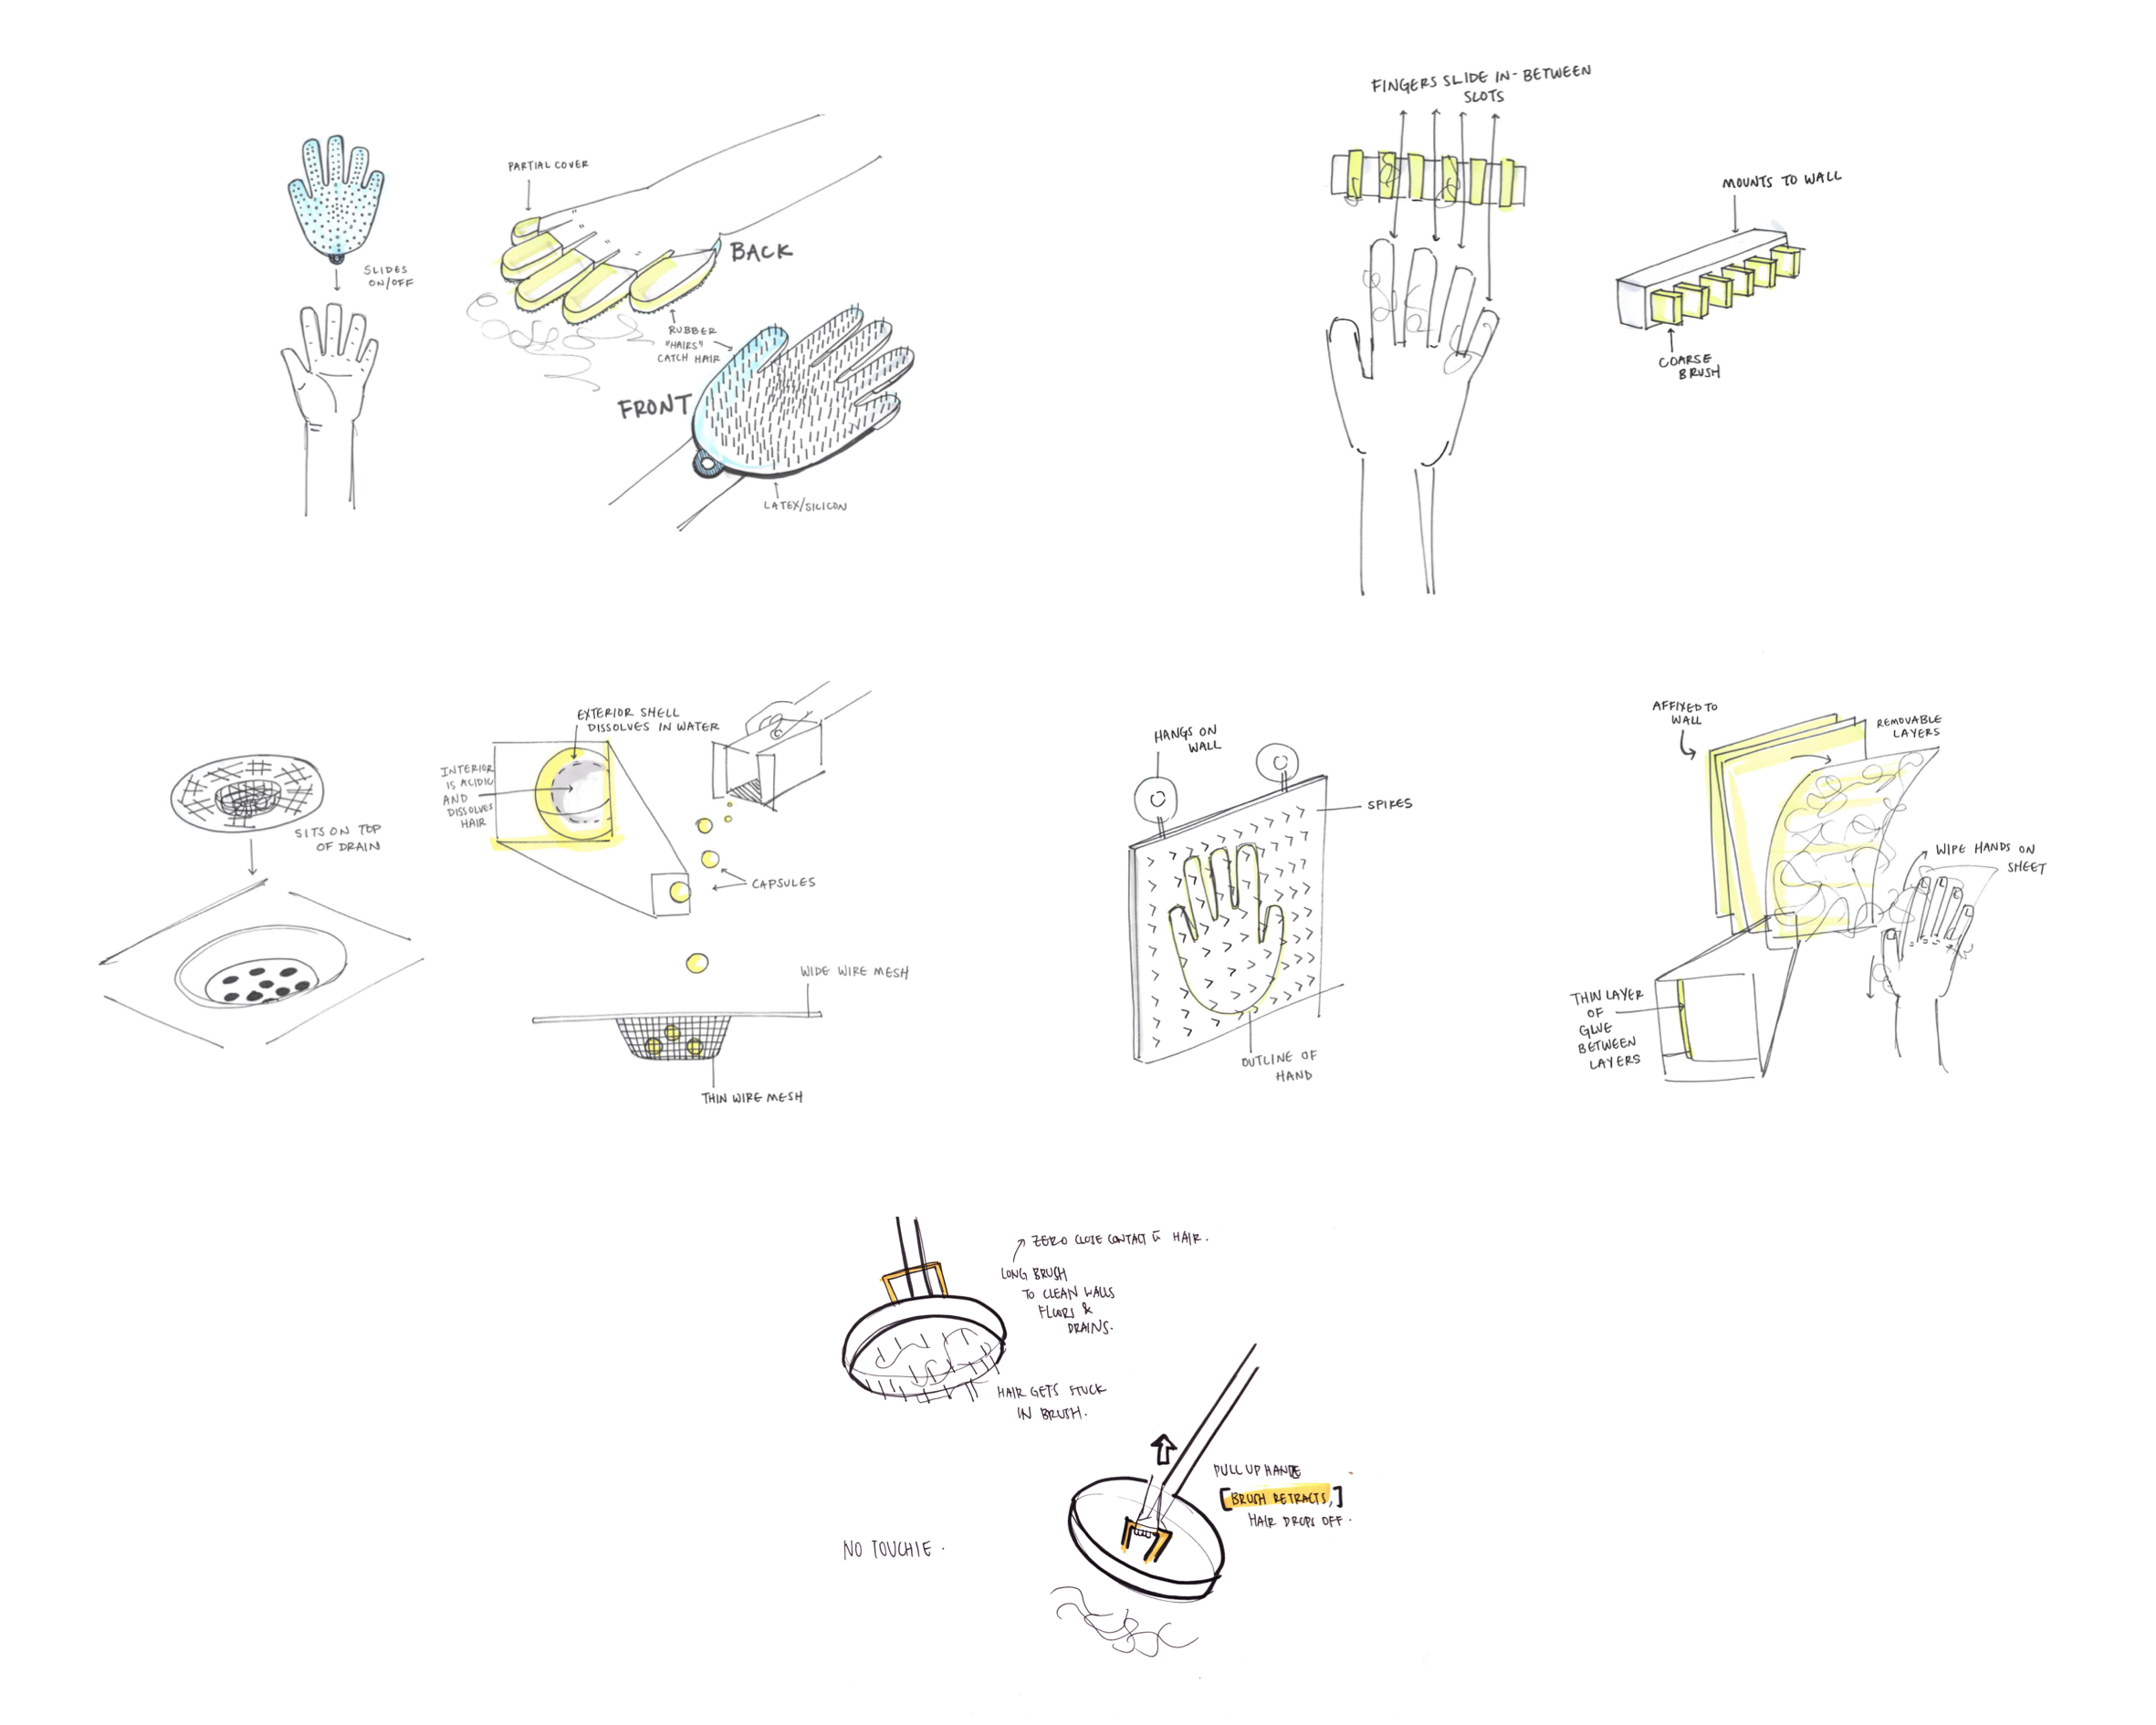 SLIDES
ON/OFF
PARTIAL COVER
BACK
RUBBER
"HAIRS"
CATCH HAIR
FRONT
LATEX/SILICON
FINGERS SLIDE IN-BETWEEN
SLOTS
MOUNTS TO WALL
COARSE
BRUSH
SITS ON TOP
OF DRAIN
EXTERIOR SHELL
DISSOLVES IN WATER
INTERIOR
IS ACIDIC
AND
DISSOLVES
HAIR
CAPSULES
WIDE WIRE MESH
THIN WIRE MESH
HANGS ON
WALL
SPIKES
OUTLINE OF
HAND
AFFIXED TO
WALL
REMOVABLE
LAYERS
WIPE HANDS ON
SHEET
THIN LAYER
OF
GLUE
BETWEEN
LAYERS
ZERO CLOSE CONTACT c̄ HAIR.
LONG BRUSH
TO CLEAN WALLS
FLOORS &
DRAINS.
HAIR GETS STUCK
IN BRUSH.
PULL UP HANDLE
[BRUSH RETRACTS,]
HAIR DROPS OFF.
NO TOUCHIE.